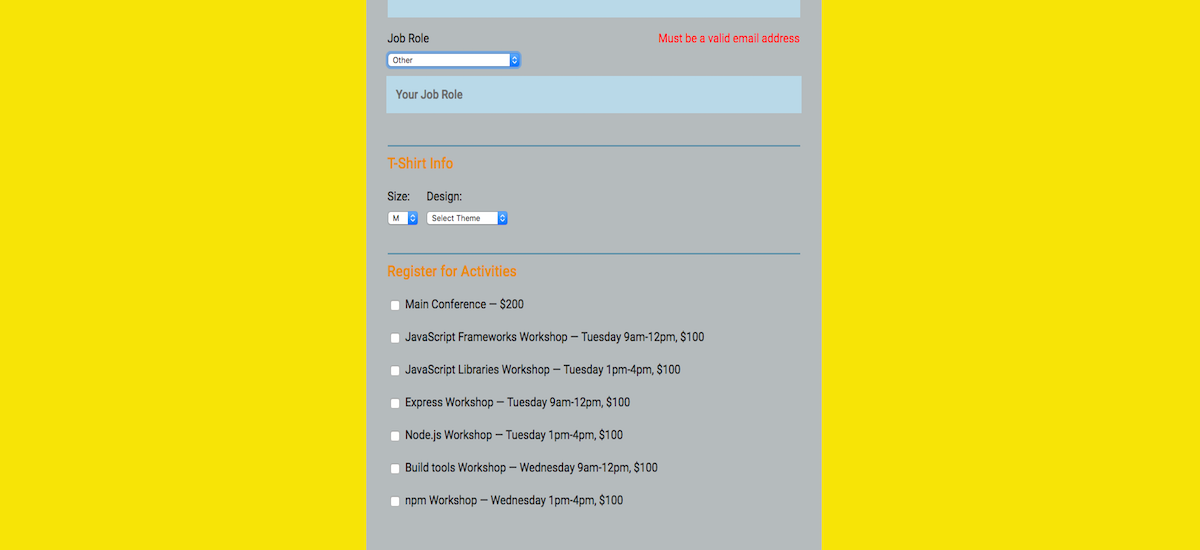 Job Role
Must be a valid email address
Other
Your Job Role
T-Shirt Info
Size: Design:
M Select Theme
Register for Activities
Main Conference — $200
JavaScript Frameworks Workshop — Tuesday 9am-12pm, $100
JavaScript Libraries Workshop — Tuesday 1pm-4pm, $100
Express Workshop — Tuesday 9am-12pm, $100
Node.js Workshop — Tuesday 1pm-4pm, $100
Build tools Workshop — Wednesday 9am-12pm, $100
npm Workshop — Wednesday 1pm-4pm, $100